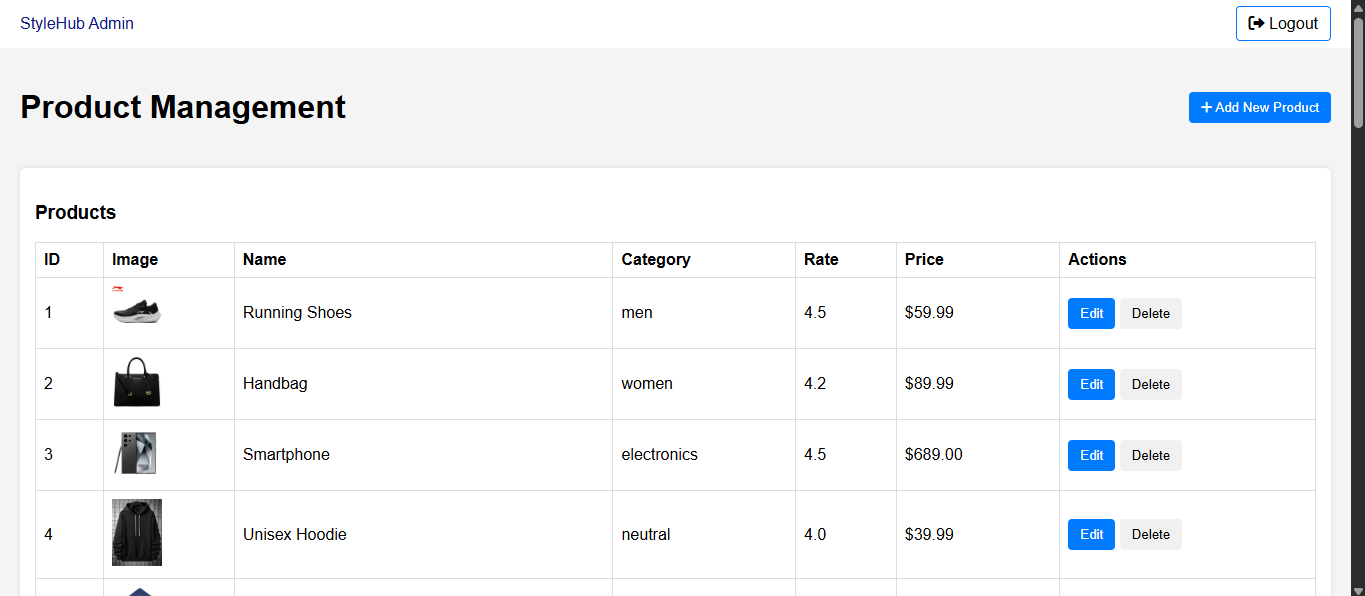 StyleHub Admin
Logout
Product Management
Add New Product
Products
ID Image Name Category Rate Price Actions
1 Running Shoes men 4.5 $59.99 Edit Delete
2 Handbag women 4.2 $89.99 Edit Delete
3 Smartphone electronics 4.5 $689.00 Edit Delete
4 Unisex Hoodie neutral 4.0 $39.99 Edit Delete